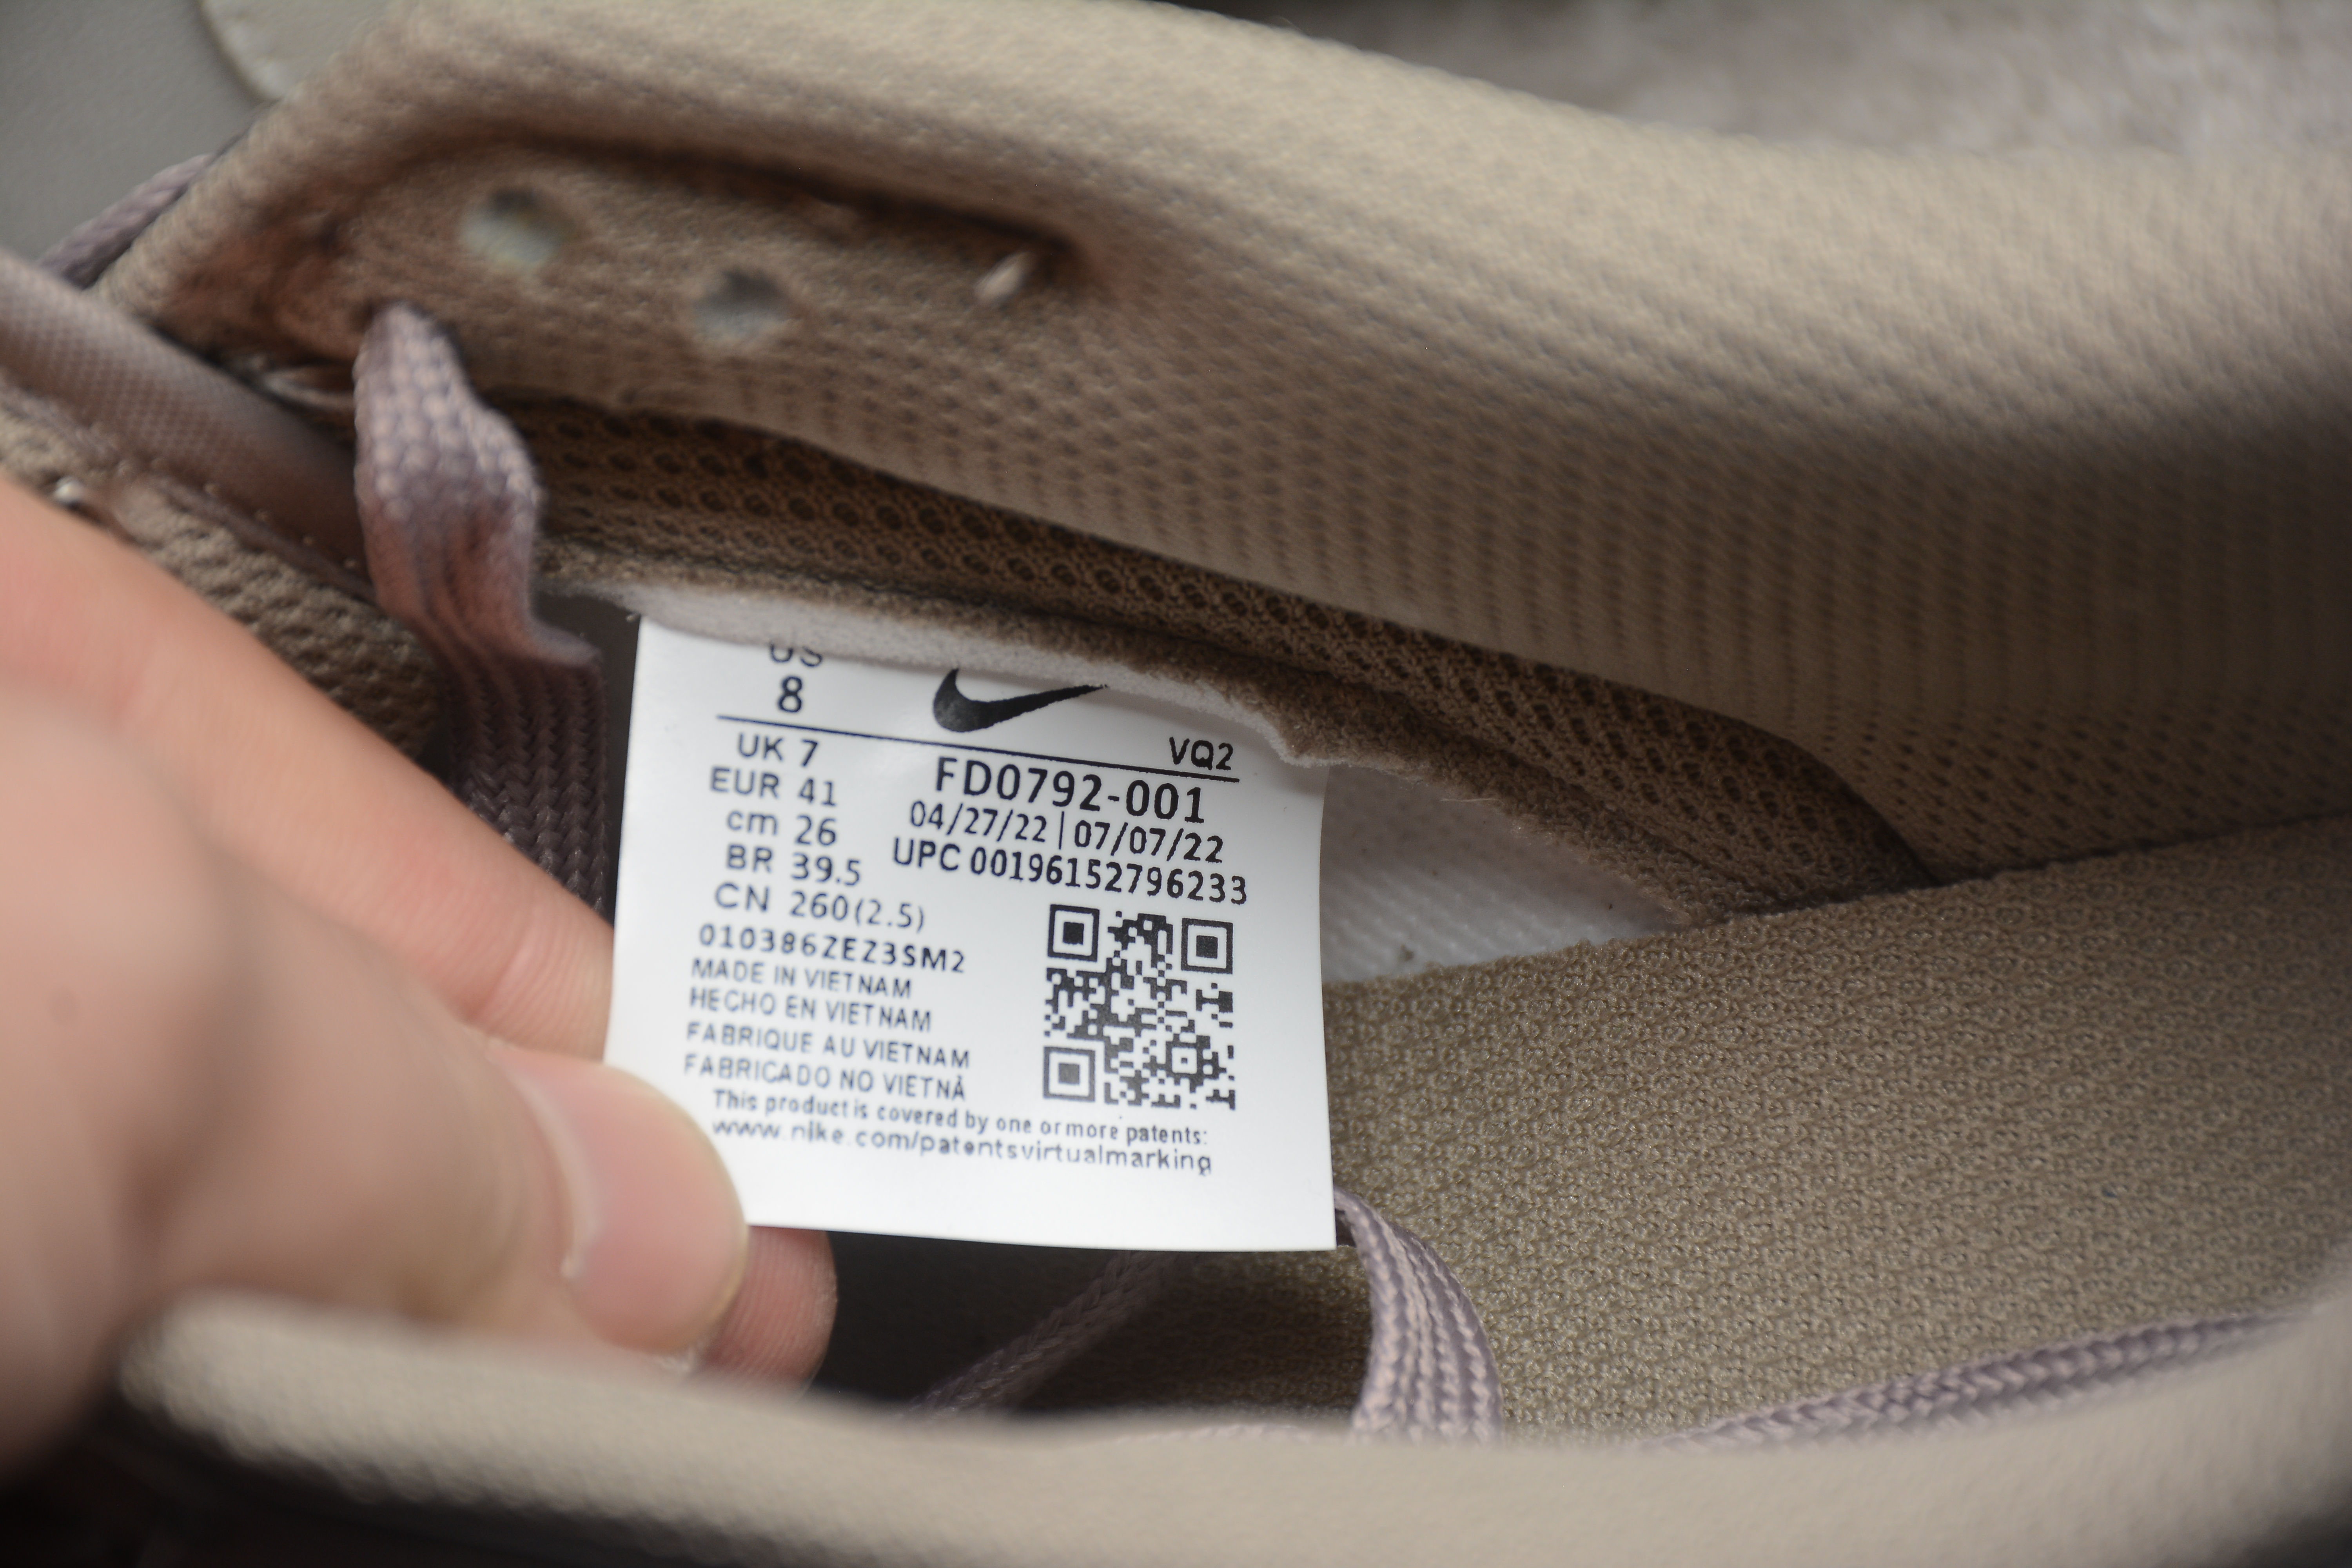 US
8
VQ2
UK 7
EUR 41
cm 26
BR 39.5
CN 260(2.5)
FD0792-001
04/27/22|07/07/22
UPC 00196152796233
010386ZEZ3SM2
MADE IN VIETNAM
HECHO EN VIETNAM
FABRIQUE AU VIETNAM
FABRICADO NO VIETNÃ
This product is covered by one or more patents:
www.nike.com/patentsvirtualmarking